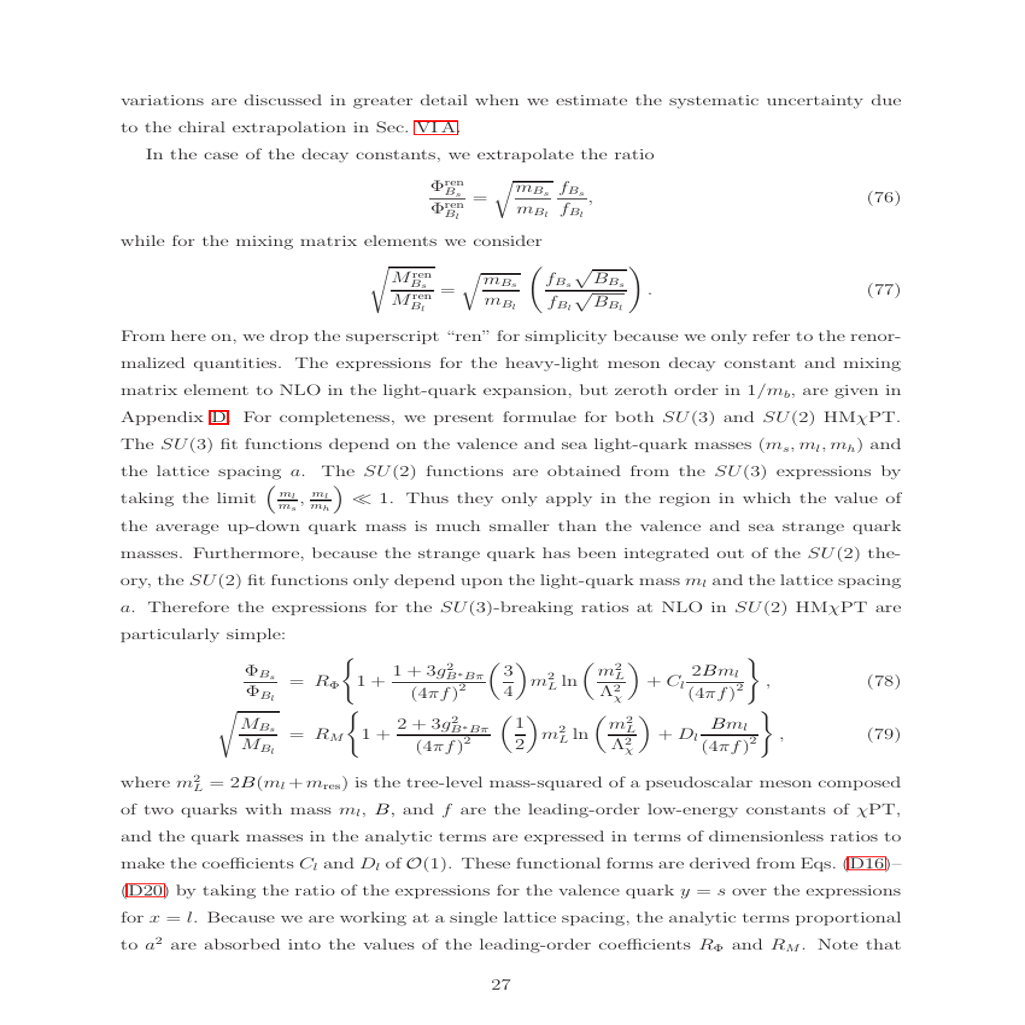 variations are discussed in greater detail when we estimate the systematic uncertainty due
to the chiral extrapolation in Sec. VI A.
In the case of the decay constants, we extrapolate the ratio
\frac{\Phi^{\rm ren}_{B_s}}{\Phi^{\rm ren}_{B_l}} = \sqrt{\frac{m_{B_s}}{m_{B_l}}} \frac{f_{B_s}}{f_{B_l}}, (76)
while for the mixing matrix elements we consider
\sqrt{\frac{M^{\rm ren}_{B_s}}{M^{\rm ren}_{B_l}}} = \sqrt{\frac{m_{B_s}}{m_{B_l}}} \left( \frac{f_{B_s}\sqrt{B_{B_s}}}{f_{B_l}\sqrt{B_{B_l}}} \right) . (77)
From here on, we drop the superscript “ren” for simplicity because we only refer to the renor-
malized quantities. The expressions for the heavy-light meson decay constant and mixing
matrix element to NLO in the light-quark expansion, but zeroth order in 1/m_b, are given in
Appendix D. For completeness, we present formulae for both SU(3) and SU(2) HMχPT.
The SU(3) fit functions depend on the valence and sea light-quark masses (m_s, m_l, m_h) and
the lattice spacing a. The SU(2) functions are obtained from the SU(3) expressions by
taking the limit \left( \frac{m_l}{m_s}, \frac{m_l}{m_h} \right) ≪ 1. Thus they only apply in the region in which the value of
the average up-down quark mass is much smaller than the valence and sea strange quark
masses. Furthermore, because the strange quark has been integrated out of the SU(2) the-
ory, the SU(2) fit functions only depend upon the light-quark mass m_l and the lattice spacing
a. Therefore the expressions for the SU(3)-breaking ratios at NLO in SU(2) HMχPT are
particularly simple:
\frac{\Phi_{B_s}}{\Phi_{B_l}} = R_\Phi \left\{ 1 + \frac{1 + 3g^2_{B^*B\pi}}{(4\pi f)^2} \left( \frac{3}{4} \right) m_L^2 \ln \left( \frac{m_L^2}{\Lambda_\chi^2} \right) + C_l \frac{2Bm_l}{(4\pi f)^2} \right\} , (78)
\sqrt{\frac{M_{B_s}}{M_{B_l}}} = R_M \left\{ 1 + \frac{2 + 3g^2_{B^*B\pi}}{(4\pi f)^2} \left( \frac{1}{2} \right) m_L^2 \ln \left( \frac{m_L^2}{\Lambda_\chi^2} \right) + D_l \frac{Bm_l}{(4\pi f)^2} \right\} , (79)
where m_L^2 = 2B(m_l + m_{\rm res}) is the tree-level mass-squared of a pseudoscalar meson composed
of two quarks with mass m_l, B, and f are the leading-order low-energy constants of χPT,
and the quark masses in the analytic terms are expressed in terms of dimensionless ratios to
make the coefficients C_l and D_l of O(1). These functional forms are derived from Eqs. (D16)–
(D20) by taking the ratio of the expressions for the valence quark y = s over the expressions
for x = l. Because we are working at a single lattice spacing, the analytic terms proportional
to a^2 are absorbed into the values of the leading-order coefficients R_Φ and R_M. Note that
27